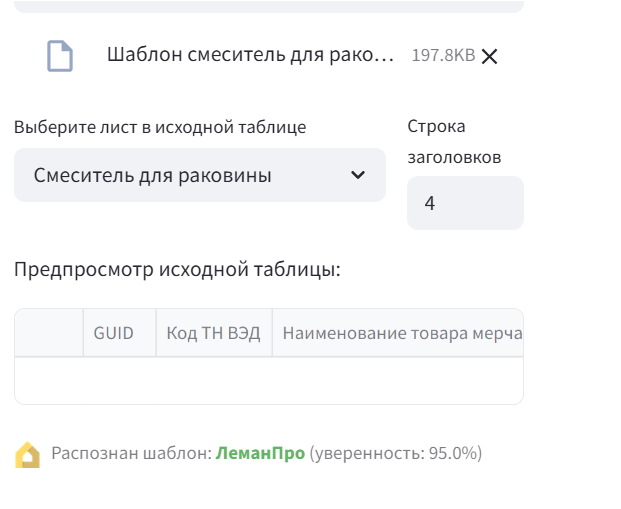 Шаблон смеситель для рако… 197.8KB
Выберите лист в исходной таблице
Строка заголовков
Смеситель для раковины
4
Предпросмотр исходной таблицы:
GUID Код ТН ВЭД Наименование товара мерча
Распознан шаблон: ЛеманПро (уверенность: 95.0%)